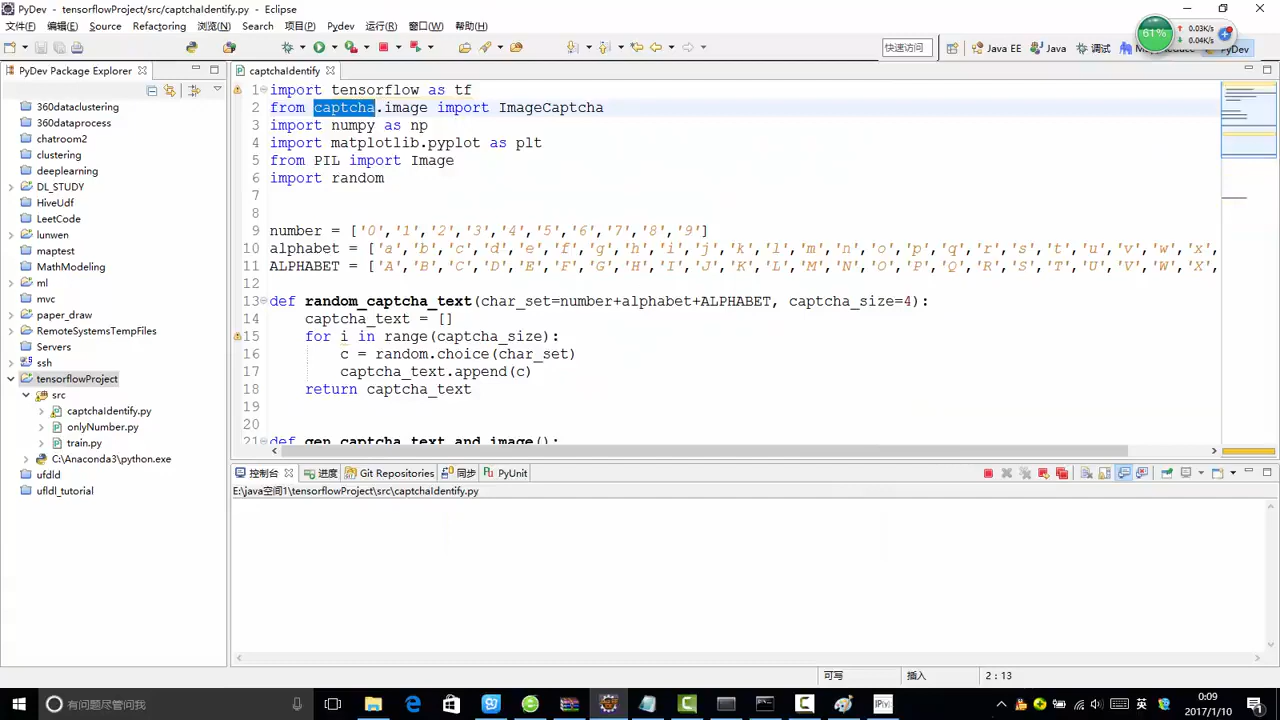 PyDev - tensorflowProject/src/captchaIdentify.py - Eclipse
文件(F) 编辑(E) Source Refactoring 浏览(N) Search 项目(P) Pydev 运行(R) 窗口(W) 帮助(H)
61% 0.03K/s
0.04K/s
快速访问 Java EE Java 调试 PyDev
PyDev Package Explorer
360dataclustering
360dataprocess
chatroom2
clustering
deeplearning
DL_STUDY
HiveUdf
LeetCode
lunwen
maptest
MathModeling
ml
mvc
paper_draw
RemoteSystemsTempFiles
Servers
ssh
tensorflowProject
src
captchaIdentify.py
onlyNumber.py
train.py
C:\Anaconda3\python.exe
ufdld
ufldl_tutorial
captchaIdentify
1 import tensorflow as tf
2 from captcha.image import ImageCaptcha
3 import numpy as np
4 import matplotlib.pyplot as plt
5 from PIL import Image
6 import random
7
8
9 number = ['0','1','2','3','4','5','6','7','8','9']
10 alphabet = ['a','b','c','d','e','f','g','h','i','j','k','l','m','n','o','p','q','r','s','t','u','v','w','x',
11 ALPHABET = ['A','B','C','D','E','F','G','H','I','J','K','L','M','N','O','P','Q','R','S','T','U','V','W','X',
12
13 def random_captcha_text(char_set=number+alphabet+ALPHABET, captcha_size=4):
14 captcha_text = []
15 for i in range(captcha_size):
16 c = random.choice(char_set)
17 captcha_text.append(c)
18 return captcha_text
19
20
21 def gen_captcha_text_and_image():
控制台 进度 Git Repositories 同步 PyUnit
E:\java空间1\tensorflowProject\src\captchaIdentify.py
可写 插入 2 : 13
有问题尽管问我
英
0:09
2017/1/10